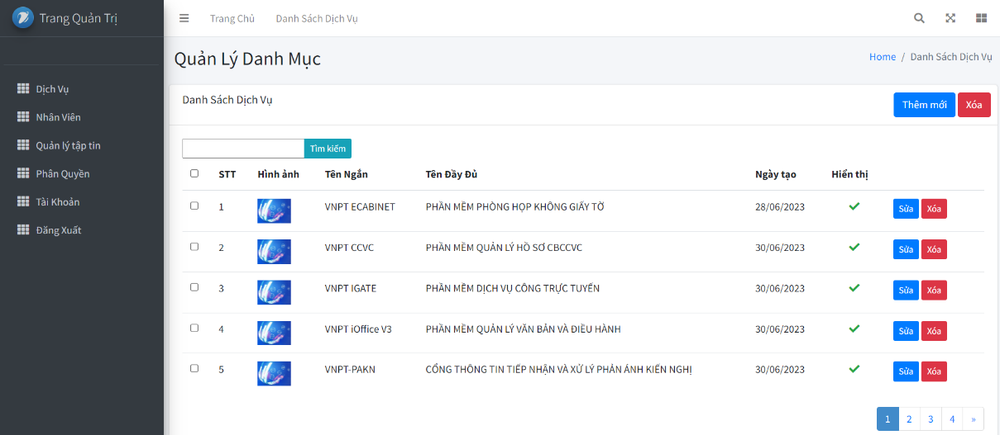 Trang Quản Trị
Trang Chủ Danh Sách Dịch Vụ
Quản Lý Danh Mục
Home / Danh Sách Dịch Vụ
Dịch Vụ
Nhân Viên
Quản lý tập tin
Phân Quyền
Tài Khoản
Đăng Xuất
Danh Sách Dịch Vụ
Thêm mới Xóa
Tìm kiếm
STT Hình ảnh Tên Ngắn Tên Đầy Đủ Ngày tạo Hiển thị
1 VNPT ECABINET PHẦN MỀM PHÒNG HỌP KHÔNG GIẤY TỜ 28/06/2023 Sửa Xóa
2 VNPT CCVC PHẦN MỀM QUẢN LÝ HỒ SƠ CBCCVC 30/06/2023 Sửa Xóa
3 VNPT IGATE PHẦN MỀM DỊCH VỤ CÔNG TRỰC TUYẾN 30/06/2023 Sửa Xóa
4 VNPT iOffice V3 PHẦN MỀM QUẢN LÝ VĂN BẢN VÀ ĐIỀU HÀNH 30/06/2023 Sửa Xóa
5 VNPT-PAKN CỔNG THÔNG TIN TIẾP NHẬN VÀ XỬ LÝ PHẢN ÁNH KIẾN NGHỊ 30/06/2023 Sửa Xóa
1 2 3 4 »